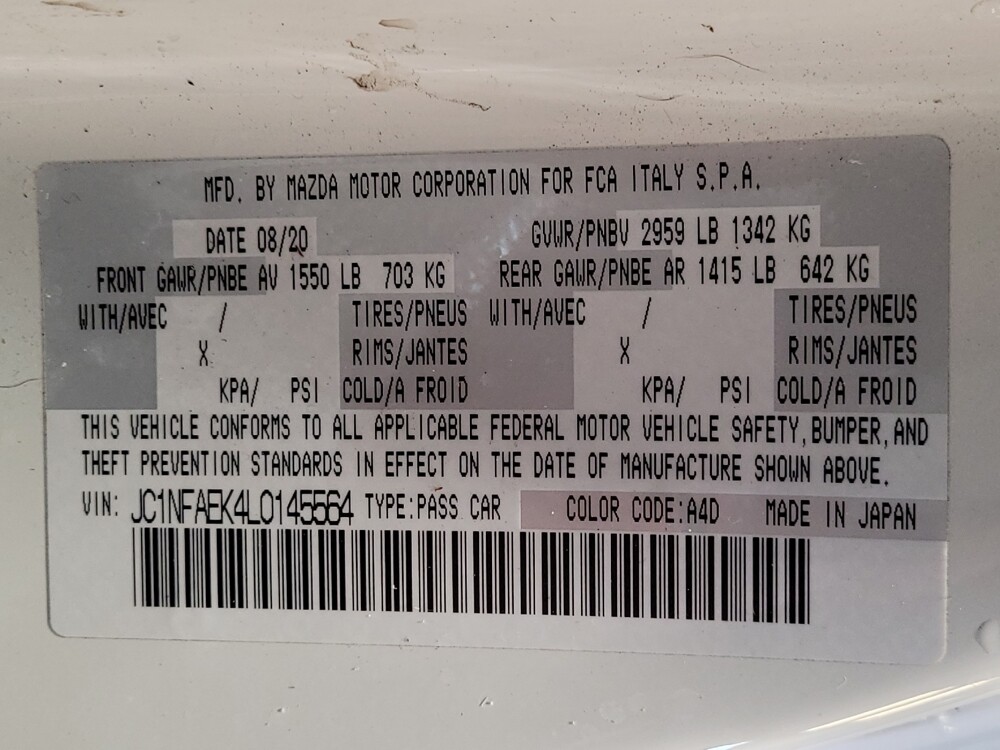 MFD. BY MAZDA MOTOR CORPORATION FOR FCA ITALY S.P.A.
DATE 08/20 GVWR/PNBV 2959 LB 1342 KG
FRONT GAWR/PNBE AV 1550 LB 703 KG REAR GAWR/PNBE AR 1415 LB 642 KG
WITH/AVEC / TIRES/PNEUS WITH/AVEC / TIRES/PNEUS
X RIMS/JANTES X RIMS/JANTES
KPA/ PSI COLD/A FROID KPA/ PSI COLD/A FROID
THIS VEHICLE CONFORMS TO ALL APPLICABLE FEDERAL MOTOR VEHICLE SAFETY, BUMPER, AND
THEFT PREVENTION STANDARDS IN EFFECT ON THE DATE OF MANUFACTURE SHOWN ABOVE.
VIN: JC1NFAEK4L0145564 TYPE:PASS CAR COLOR CODE:A4D MADE IN JAPAN